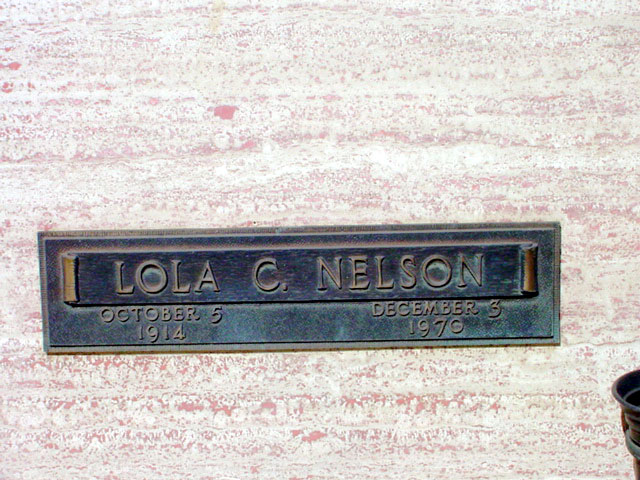 LOLA C. NELSON
OCTOBER 5 DECEMBER 3
1914 1970